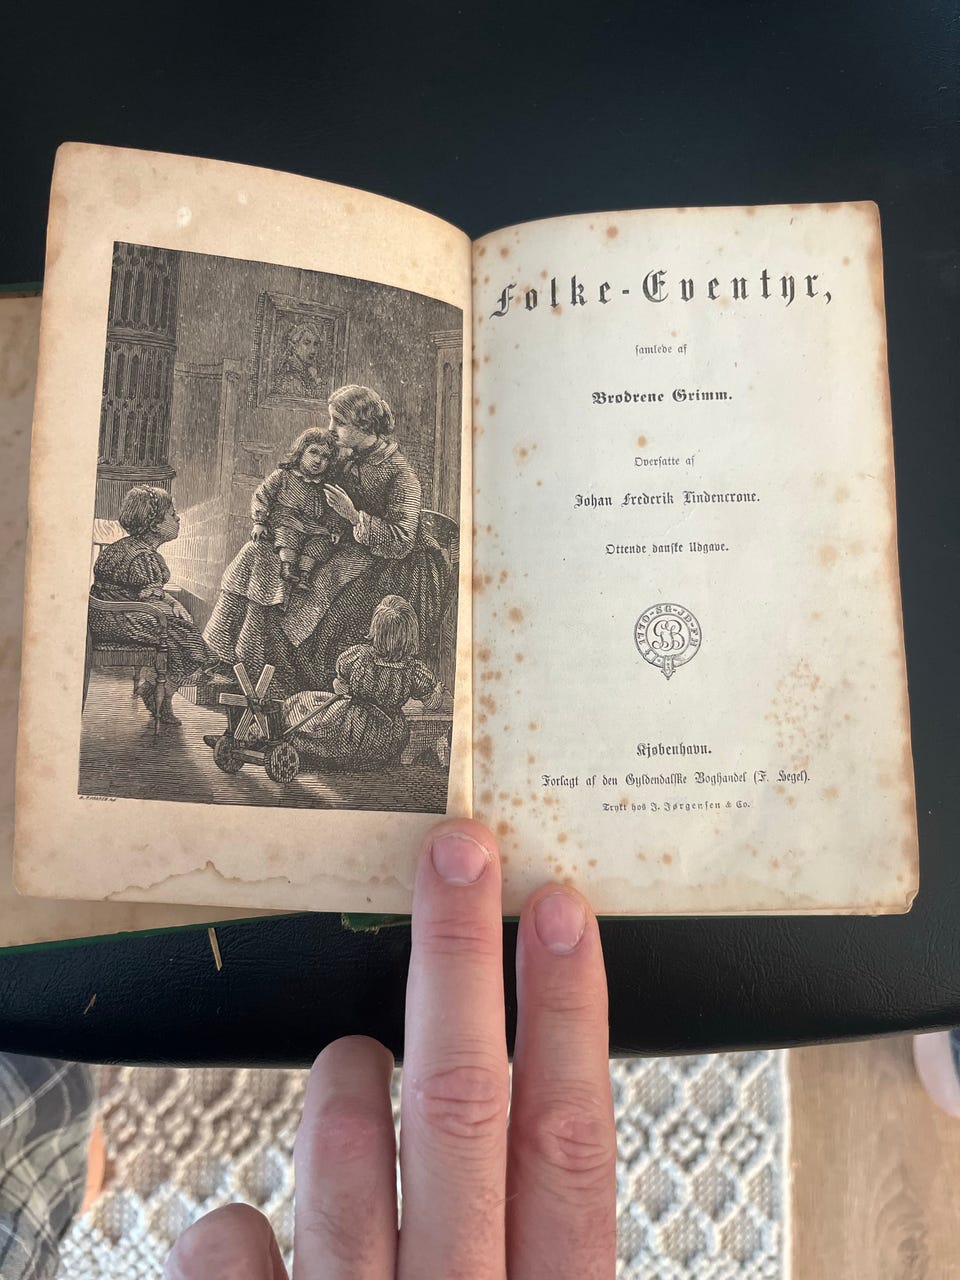 Folke-Eventyr,
samlede af
Brødrene Grimm.
Oversatte af
Johan Frederik Lindencrone.
Ottende danske Udgave.
1770
Kjøbenhavn.
Forlagt af den Gyldendalske Boghandel (F. Hegel).
Trykt hos J. Jørgensen & Co.